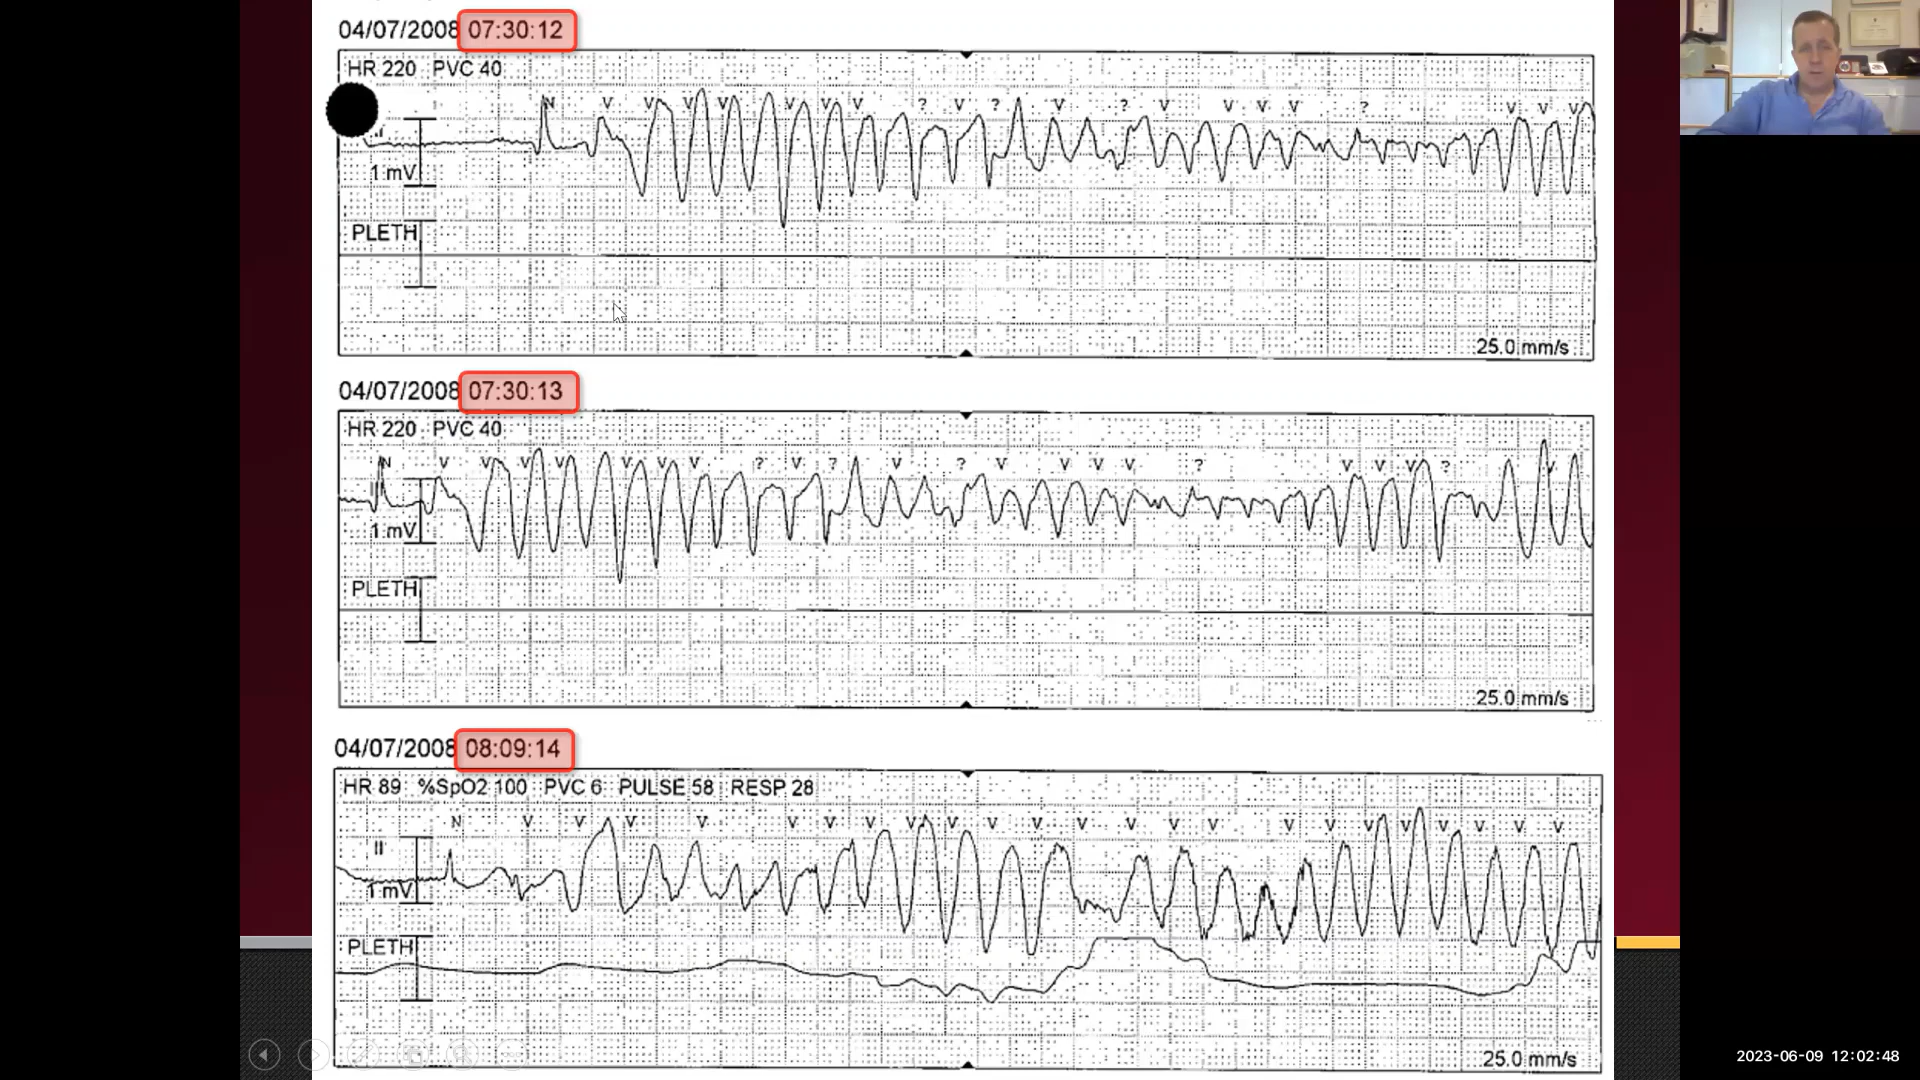 04/07/2008 07:30:12
HR 220 PVC 40
N V V V V V V V ? V ? V ? V V V V ? V V V
1 mV
PLETH
25.0 mm/s
04/07/2008 07:30:13
HR 220 PVC 40
N V V V V V V V ? V ? V ? V V V V ? V V V ? V
1 mV
PLETH
25.0 mm/s
04/07/2008 08:09:14
HR 89 %SpO2 100 PVC 6 PULSE 58 RESP 28
N V V V V V V V V V V V V V V V V V V V V V V V
II
1 mV
PLETH
25.0 mm/s
2023-06-09 12:02:48